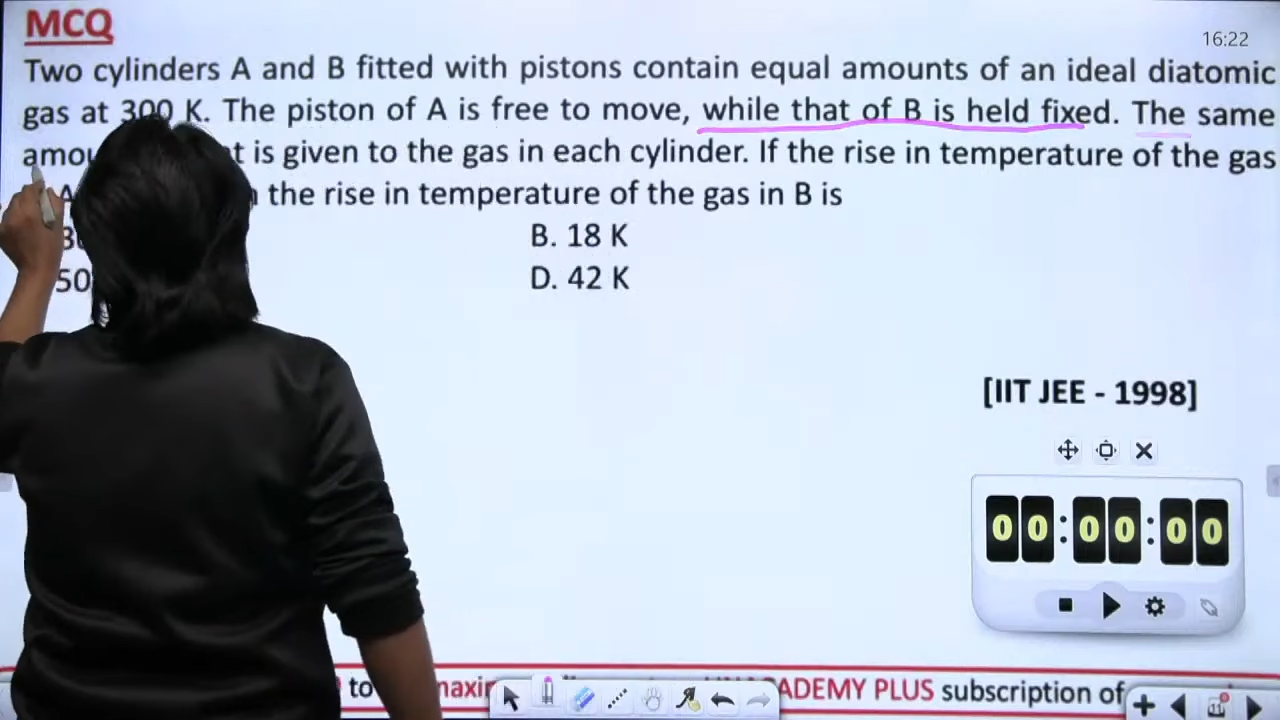 MCQ
16:22
Two cylinders A and B fitted with pistons contain equal amounts of an ideal diatomic
gas at 300 K. The piston of A is free to move, while that of B is held fixed. The same
is given to the gas in each cylinder. If the rise in temperature of the gas
A the rise in temperature of the gas in B is
B. 18 K
50
D. 42 K
[IIT JEE - 1998]
00:00:00
to UNACADEMY PLUS subscription of